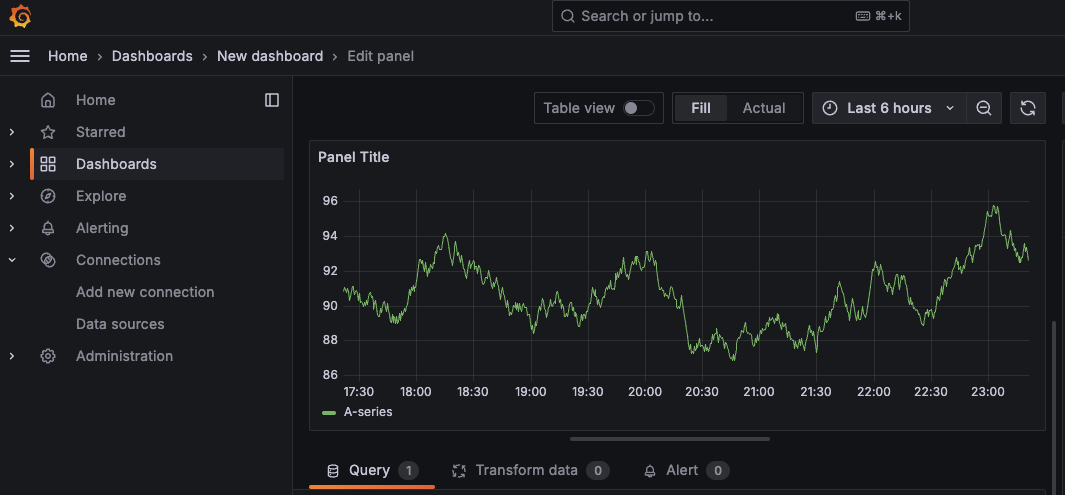 Search or jump to...
⌘+k
Home › Dashboards › New dashboard › Edit panel
Home
Starred
Dashboards
Explore
Alerting
Connections
Add new connection
Data sources
Administration
Table view
Fill
Actual
Last 6 hours
Panel Title
96
94
92
90
88
86
17:30 18:00 18:30 19:00 19:30 20:00 20:30 21:00 21:30 22:00 22:30 23:00
A-series
Query 1
Transform data 0
Alert 0